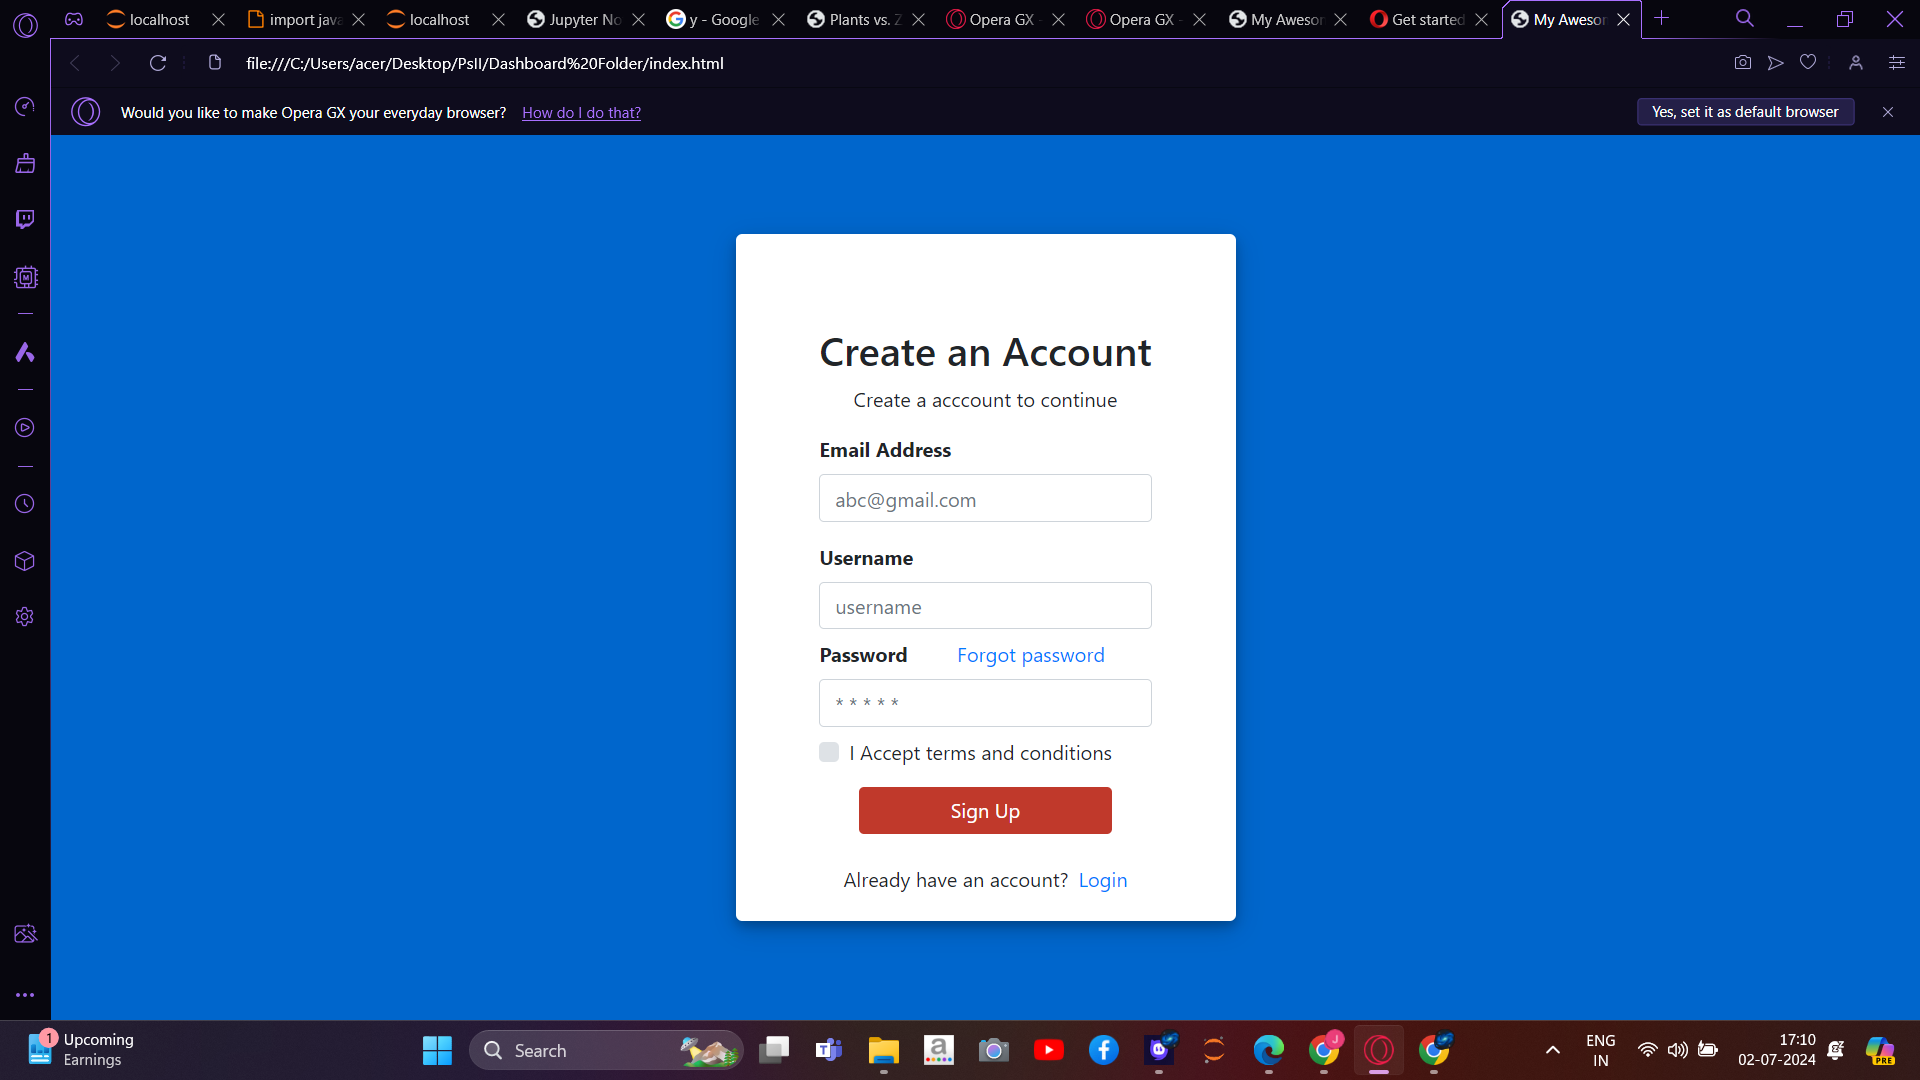 localhost
import java
localhost
Jupyter No
y - Google
Plants vs. Z
Opera GX -
Opera GX -
My Awesor
Get started
My Awesor
file:///C:/Users/acer/Desktop/PsII/Dashboard%20Folder/index.html
Would you like to make Opera GX your everyday browser? How do I do that?
Yes, set it as default browser
Create an Account
Create a acccount to continue
Email Address
abc@gmail.com
Username
username
Password Forgot password
* * * * *
I Accept terms and conditions
Sign Up
Already have an account? Login
1
Upcoming
Earnings
Search
a
J
ENG
IN
17:10
02-07-2024
PRE